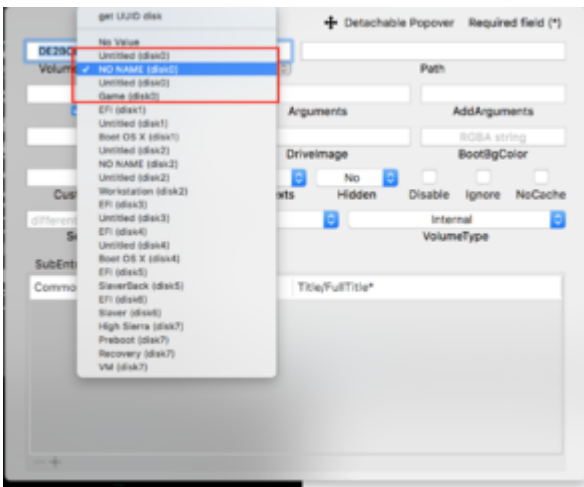 get UUID disk
Detachable Popover Required field (*)
No Value
Untitled (disk0)
NO NAME (disk0)
Path
Untitled (disk0)
Game (disk0)
EFI (disk1)
Arguments
AddArguments
Untitled (disk1)
Boot OS X (disk1)
RGBA string
Untitled (disk2)
DriveImage
BootBgColor
NO NAME (disk2)
Untitled (disk2)
No
Workstation (disk2)
Hidden Disable Ignore NoCache
EFI (disk3)
Untitled (disk3)
Internal
EFI (disk4)
VolumeType
Untitled (disk4)
Boot OS X (disk4)
EFI (disk5)
SlaverBack (disk5)
Title/FullTitle*
EFI (disk6)
Slaver (disk6)
High Sierra (disk7)
Preboot (disk7)
Recovery (disk7)
VM (disk7)